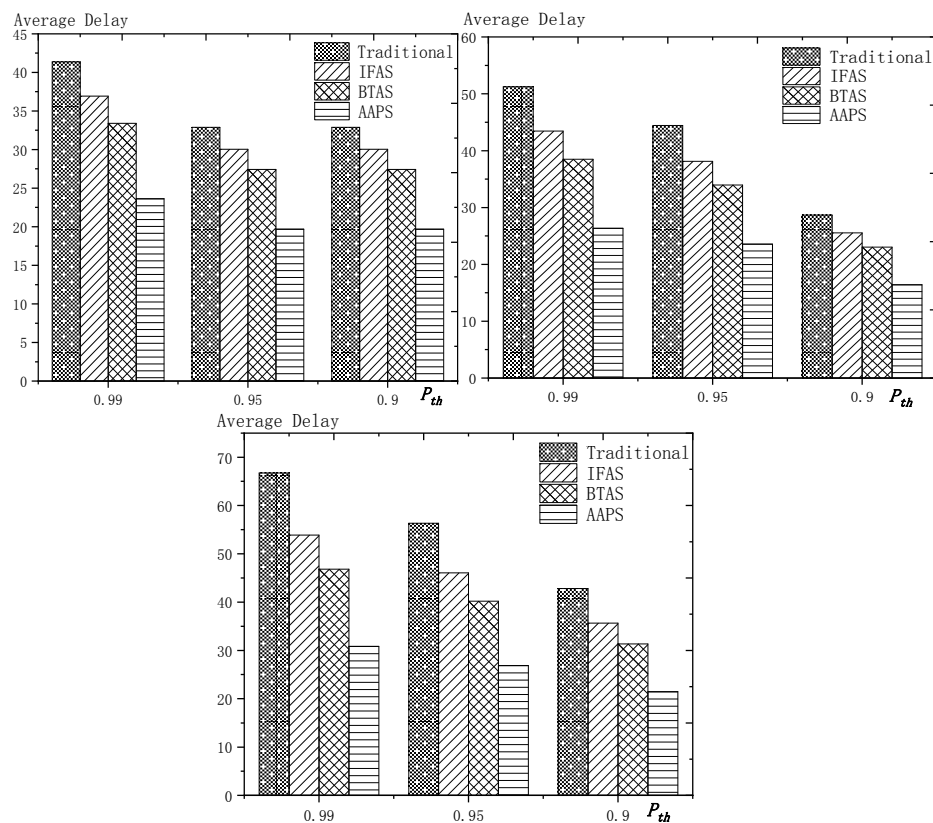 Average Delay
45
40
35
30
25
20
15
10
5
0
Traditional
IFAS
BTAS
AAPS
0.99
0.95
0.9
P_th
Average Delay
60
50
40
30
20
10
0
Traditional
IFAS
BTAS
AAPS
0.99
0.95
0.9
P_th
Average Delay
70
60
50
40
30
20
10
0
Traditional
IFAS
BTAS
AAPS
0.99
0.95
0.9
P_th